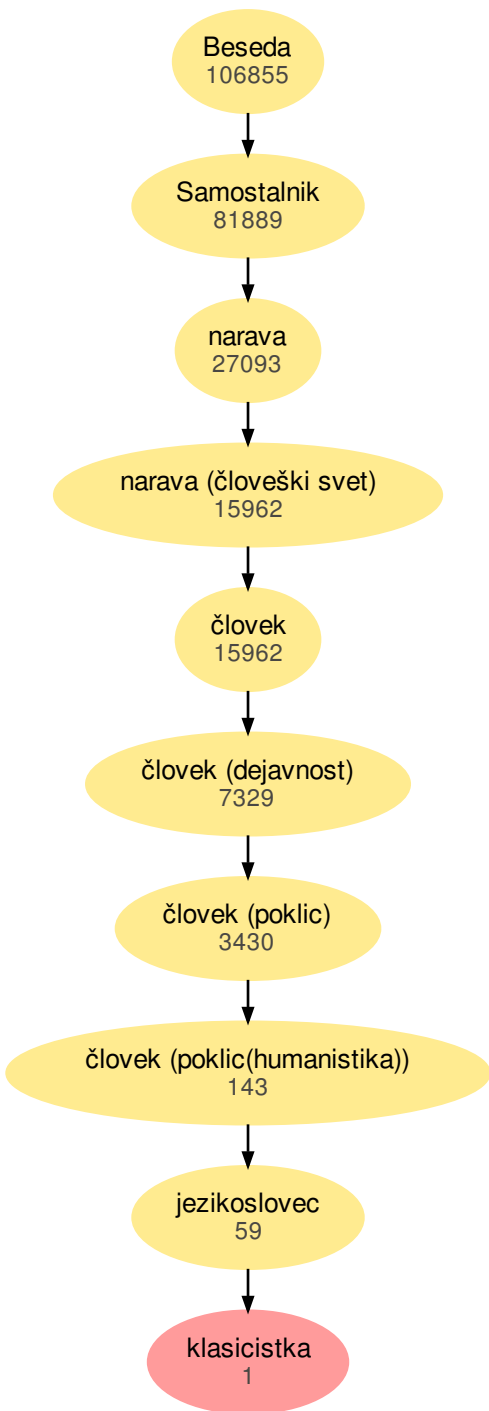 Beseda
106855
Samostalnik
81889
narava
27093
narava (človeški svet)
15962
človek
15962
človek (dejavnost)
7329
človek (poklic)
3430
človek (poklic(humanistika))
143
jezikoslovec
59
klasicistka
1